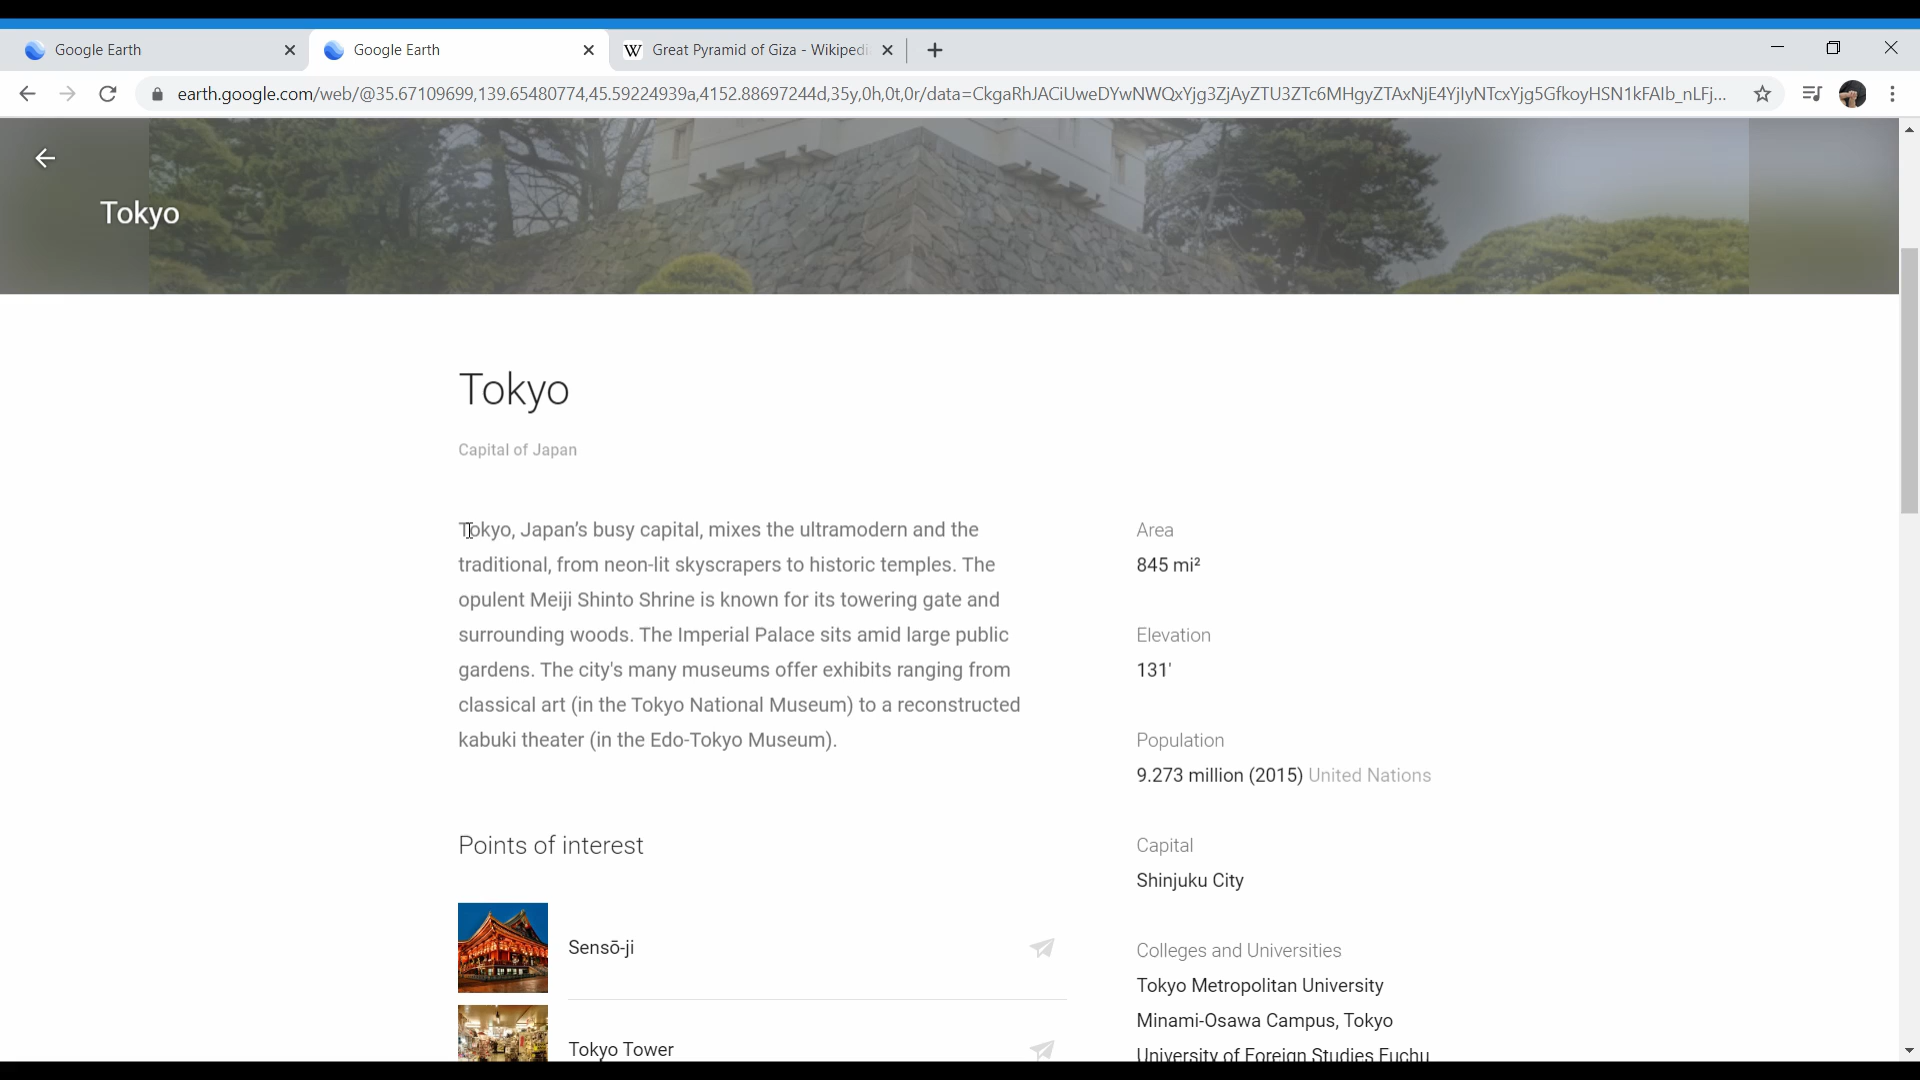 Google Earth
Google Earth
Great Pyramid of Giza - Wikipedi
earth.google.com/web/@35.67109699,139.65480774,45.59224939a,4152.88697244d,35y,0h,0t,0r/data=CkgaRhJACiUweDYwNWQxYjg3ZjAyZTU3ZTc6MHgyZTAxNjE4YjIyNTcxYjg5GfkoyHSN1kFAIb_nLFj...
Tokyo
Tokyo
Capital of Japan
Tokyo, Japan’s busy capital, mixes the ultramodern and the
traditional, from neon-lit skyscrapers to historic temples. The
opulent Meiji Shinto Shrine is known for its towering gate and
surrounding woods. The Imperial Palace sits amid large public
gardens. The city's many museums offer exhibits ranging from
classical art (in the Tokyo National Museum) to a reconstructed
kabuki theater (in the Edo-Tokyo Museum).
Points of interest
Sensō-ji
Tokyo Tower
Area
845 mi²
Elevation
131'
Population
9.273 million (2015) United Nations
Capital
Shinjuku City
Colleges and Universities
Tokyo Metropolitan University
Minami-Osawa Campus, Tokyo
University of Foreign Studies Fuchu